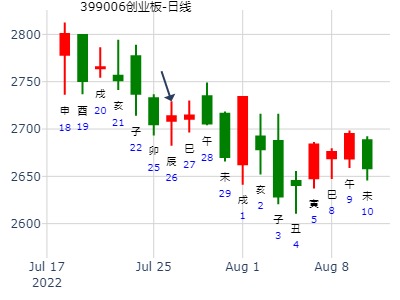 399006创业板-日线
2800
2750
2700
2650
2600
申
18
酉
19
戌
20
亥
21
子
22
卯
25
辰
26
巳
27
午
28
未
29
戌
1
亥
2
子
3
丑
4
寅
5
巳
8
午
9
未
10
Jul 17
2022
Jul 25
Aug 1
Aug 8